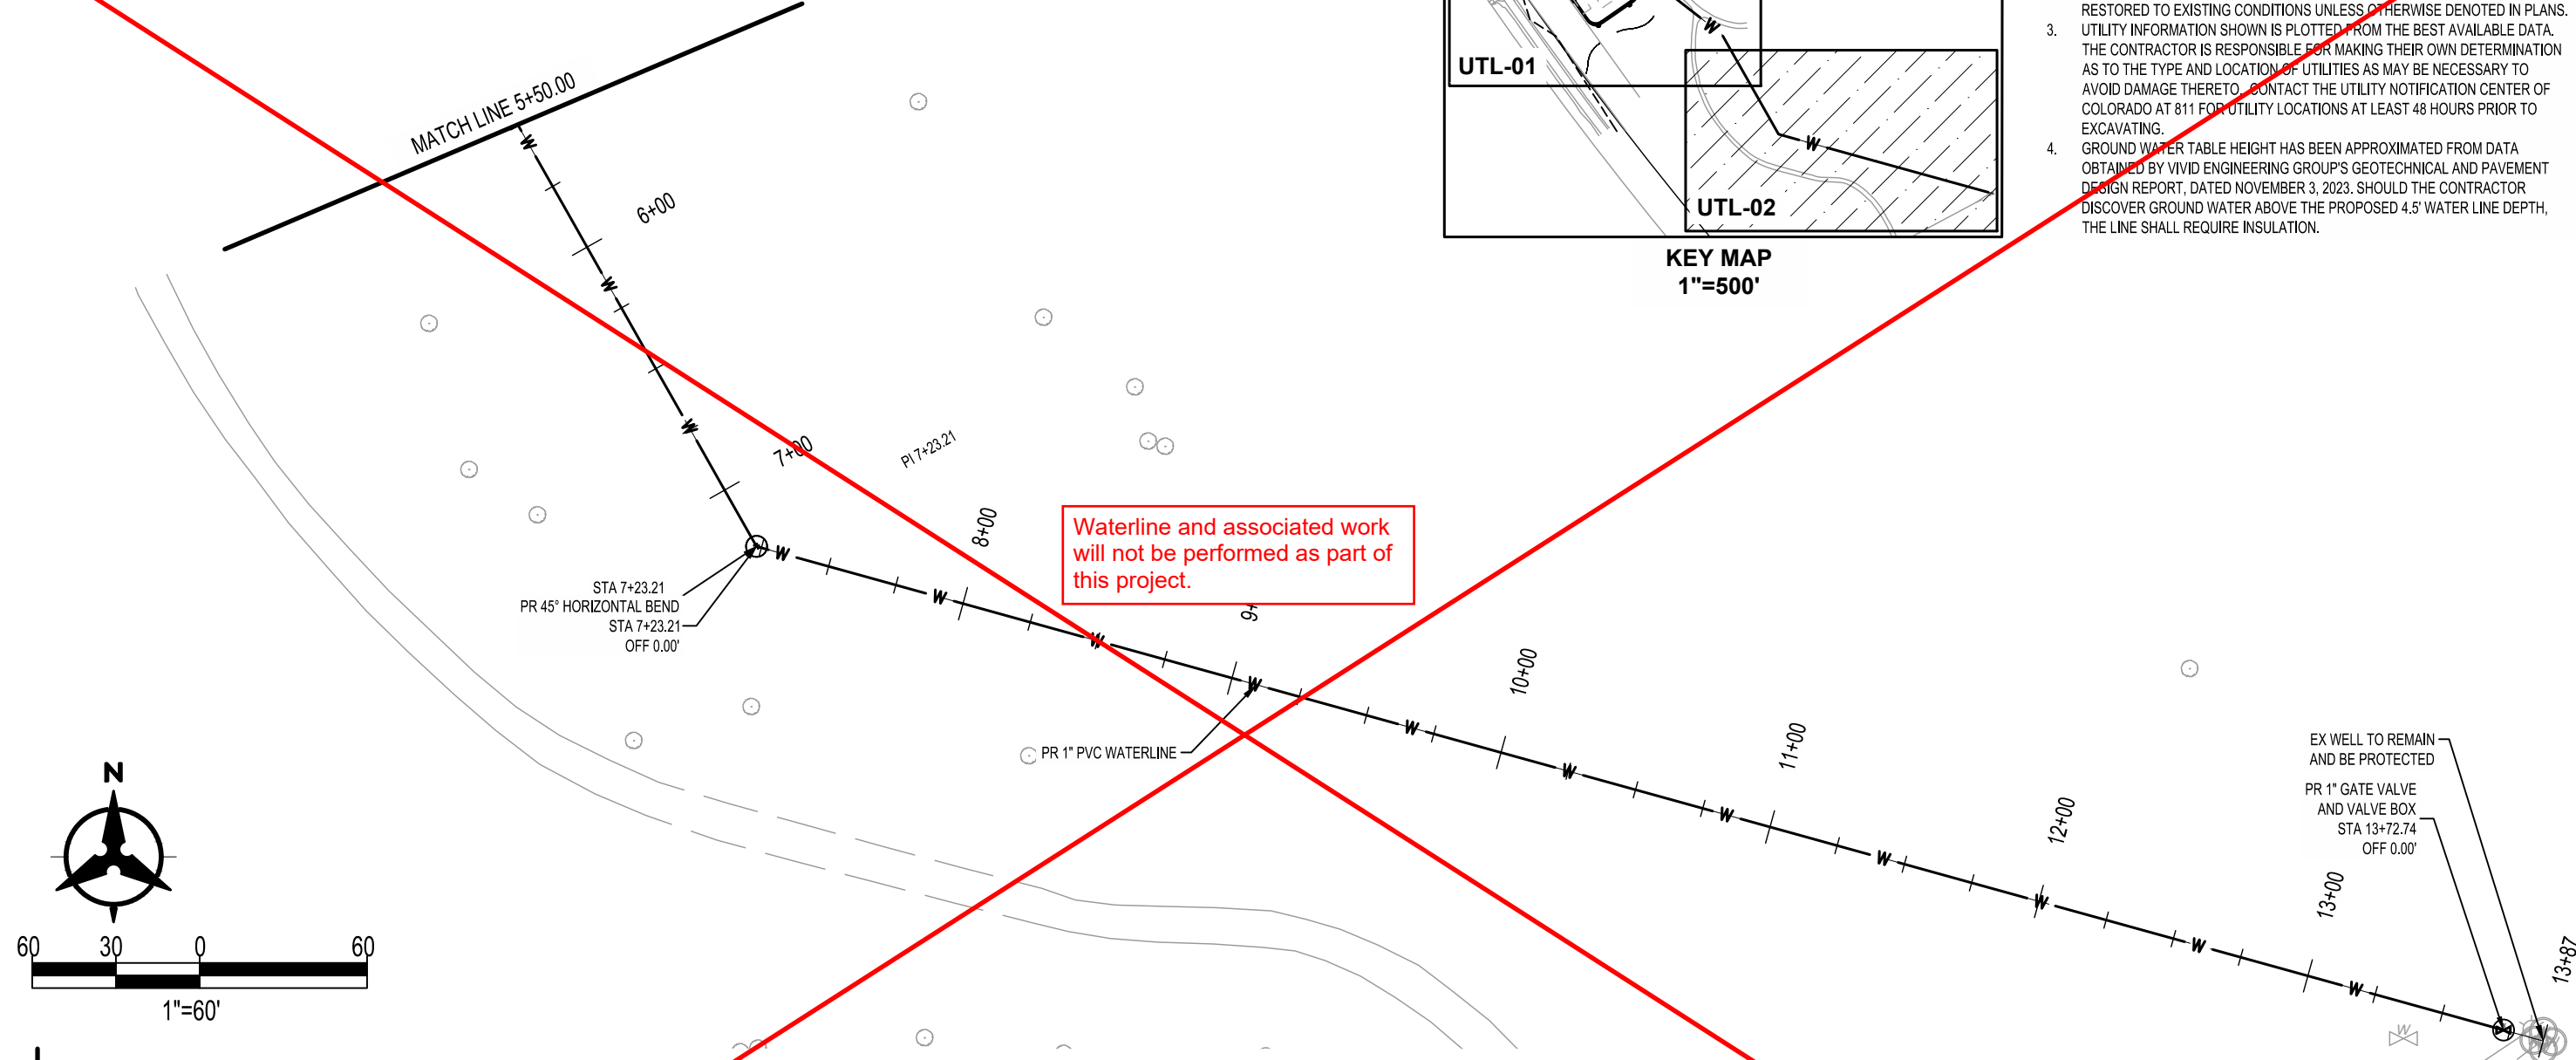 RESTORED TO EXISTING CONDITIONS UNLESS OTHERWISE DENOTED IN PLANS.
3. UTILITY INFORMATION SHOWN IS PLOTTED FROM THE BEST AVAILABLE DATA.
THE CONTRACTOR IS RESPONSIBLE FOR MAKING THEIR OWN DETERMINATION
AS TO THE TYPE AND LOCATION OF UTILITIES AS MAY BE NECESSARY TO
AVOID DAMAGE THERETO. CONTACT THE UTILITY NOTIFICATION CENTER OF
COLORADO AT 811 FOR UTILITY LOCATIONS AT LEAST 48 HOURS PRIOR TO
EXCAVATING.
4. GROUND WATER TABLE HEIGHT HAS BEEN APPROXIMATED FROM DATA
OBTAINED BY VIVID ENGINEERING GROUP'S GEOTECHNICAL AND PAVEMENT
DESIGN REPORT, DATED NOVEMBER 3, 2023. SHOULD THE CONTRACTOR
DISCOVER GROUND WATER ABOVE THE PROPOSED 4.5' WATER LINE DEPTH,
THE LINE SHALL REQUIRE INSULATION.
W
UTL-01
W
UTL-02
KEY MAP
1"=500'
MATCH LINE 5+50.00
W
6+00
W
W
7+00
PI 7+23.21
8+00
Waterline and associated work
will not be performed as part of
this project.
9+
STA 7+23.21
PR 45° HORIZONTAL BEND
STA 7+23.21
OFF 0.00'
W
W
W
W
PR 1" PVC WATERLINE
10+00
W
W
11+00
W
W
12+00
W
W
13+00
W
EX WELL TO REMAIN
AND BE PROTECTED
PR 1" GATE VALVE
AND VALVE BOX
STA 13+72.74
OFF 0.00'
13+87
W
N
60 30 0 60
1"=60'